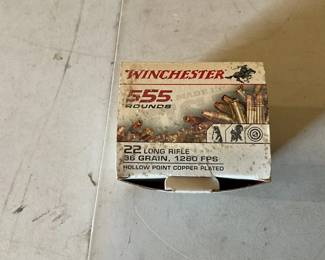 WINCHESTER
555
ROUNDS
22 LONG RIFLE
36 GRAIN, 1280 FPS
HOLLOW POINT COPPER PLATED